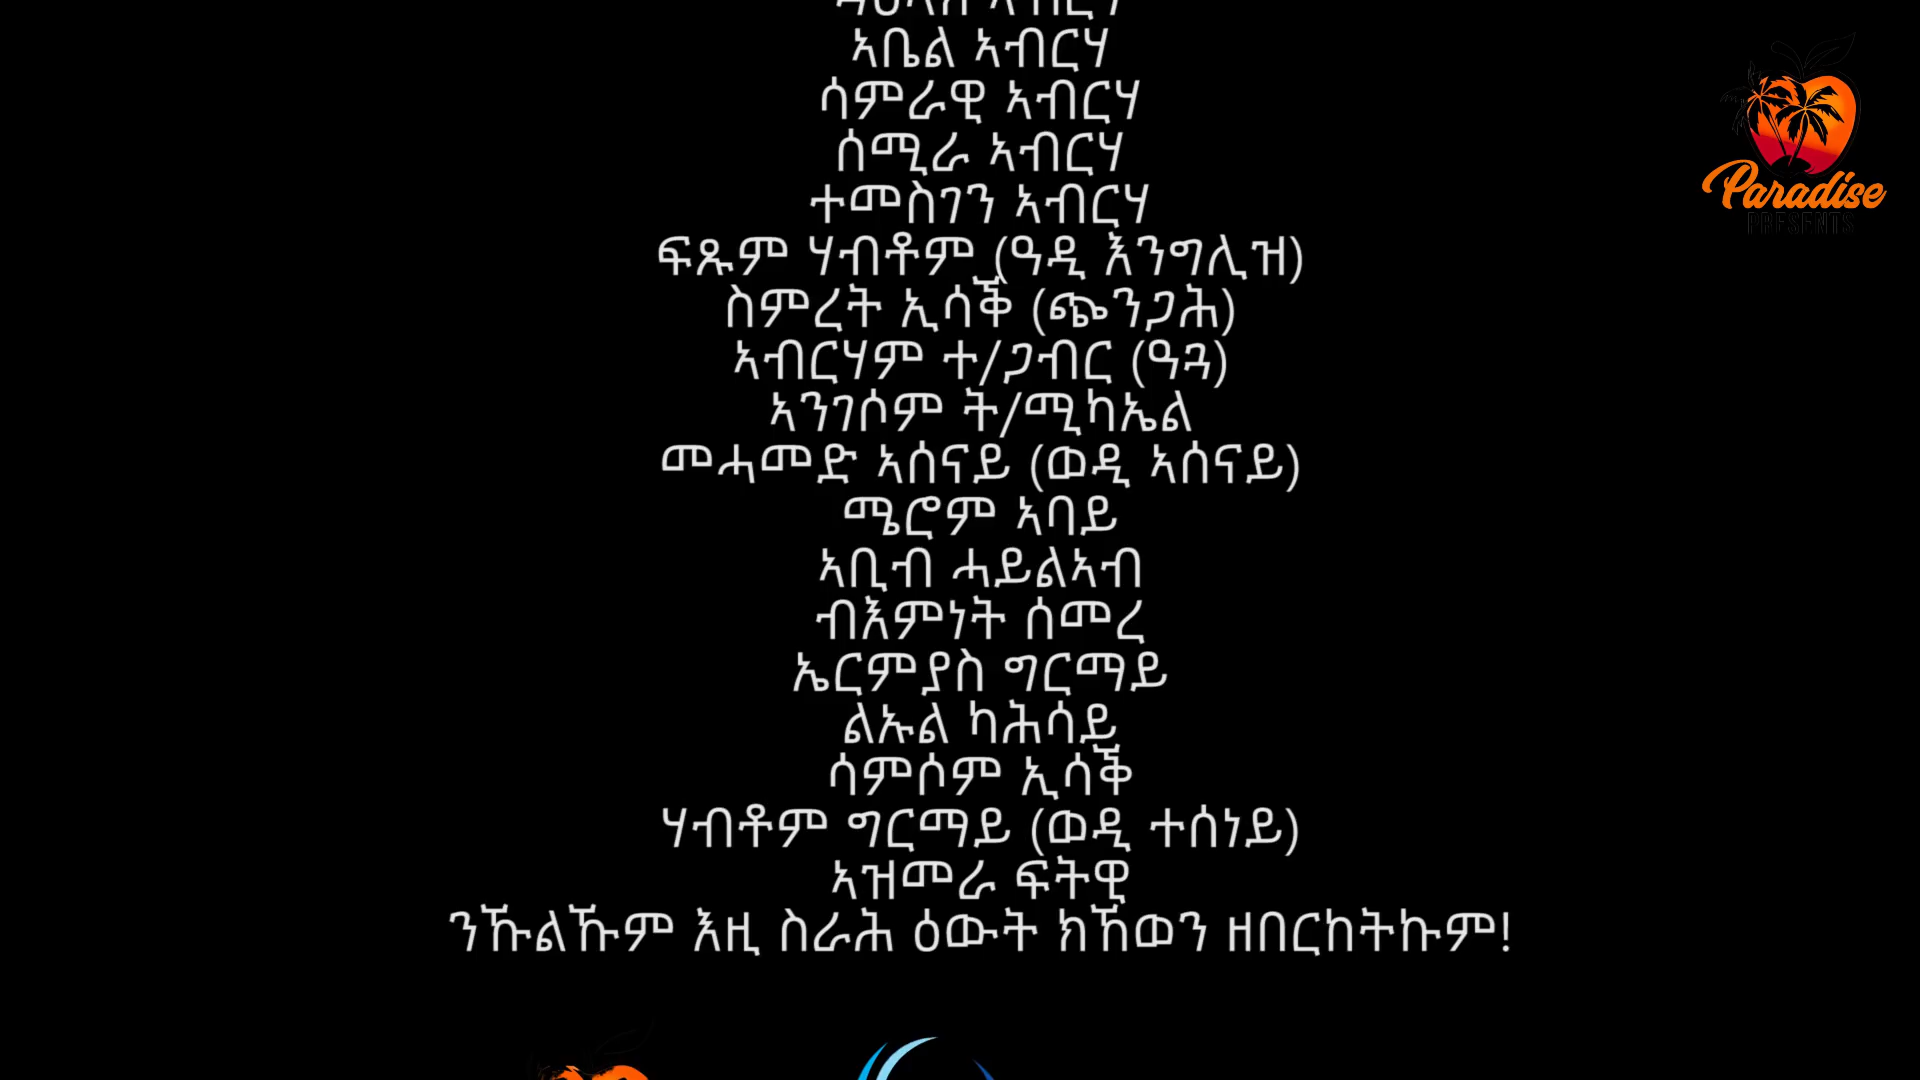 ኣቤል ኣብርሃ
ሳምራዊ ኣብርሃ
ሰሚራ ኣብርሃ
ተመስገን ኣብርሃ
ፍጹም ሃብቶም (ዓዲ እንግሊዝ)
ስምረት ኢሳቕ (ጭንጋሕ)
ኣብርሃም ተ/ጋብር (ዓጓ)
ኣንገሶም ት/ሚካኤል
መሓመድ ኣሰናይ (ወዲ ኣሰናይ)
ሜሮም ኣባይ
ኣቢብ ሓይልኣብ
ብእምነት ሰመረ
ኤርምያስ ግርማይ
ልኡል ካሕሳይ
ሳምሶም ኢሳቕ
ሃብቶም ግርማይ (ወዲ ተሰነይ)
ኣዝመራ ፍትዊ
ንኹልኹም እዚ ስራሕ ዕውት ክኸወን ዘበርከትኩም!
Paradise
PRESENTS